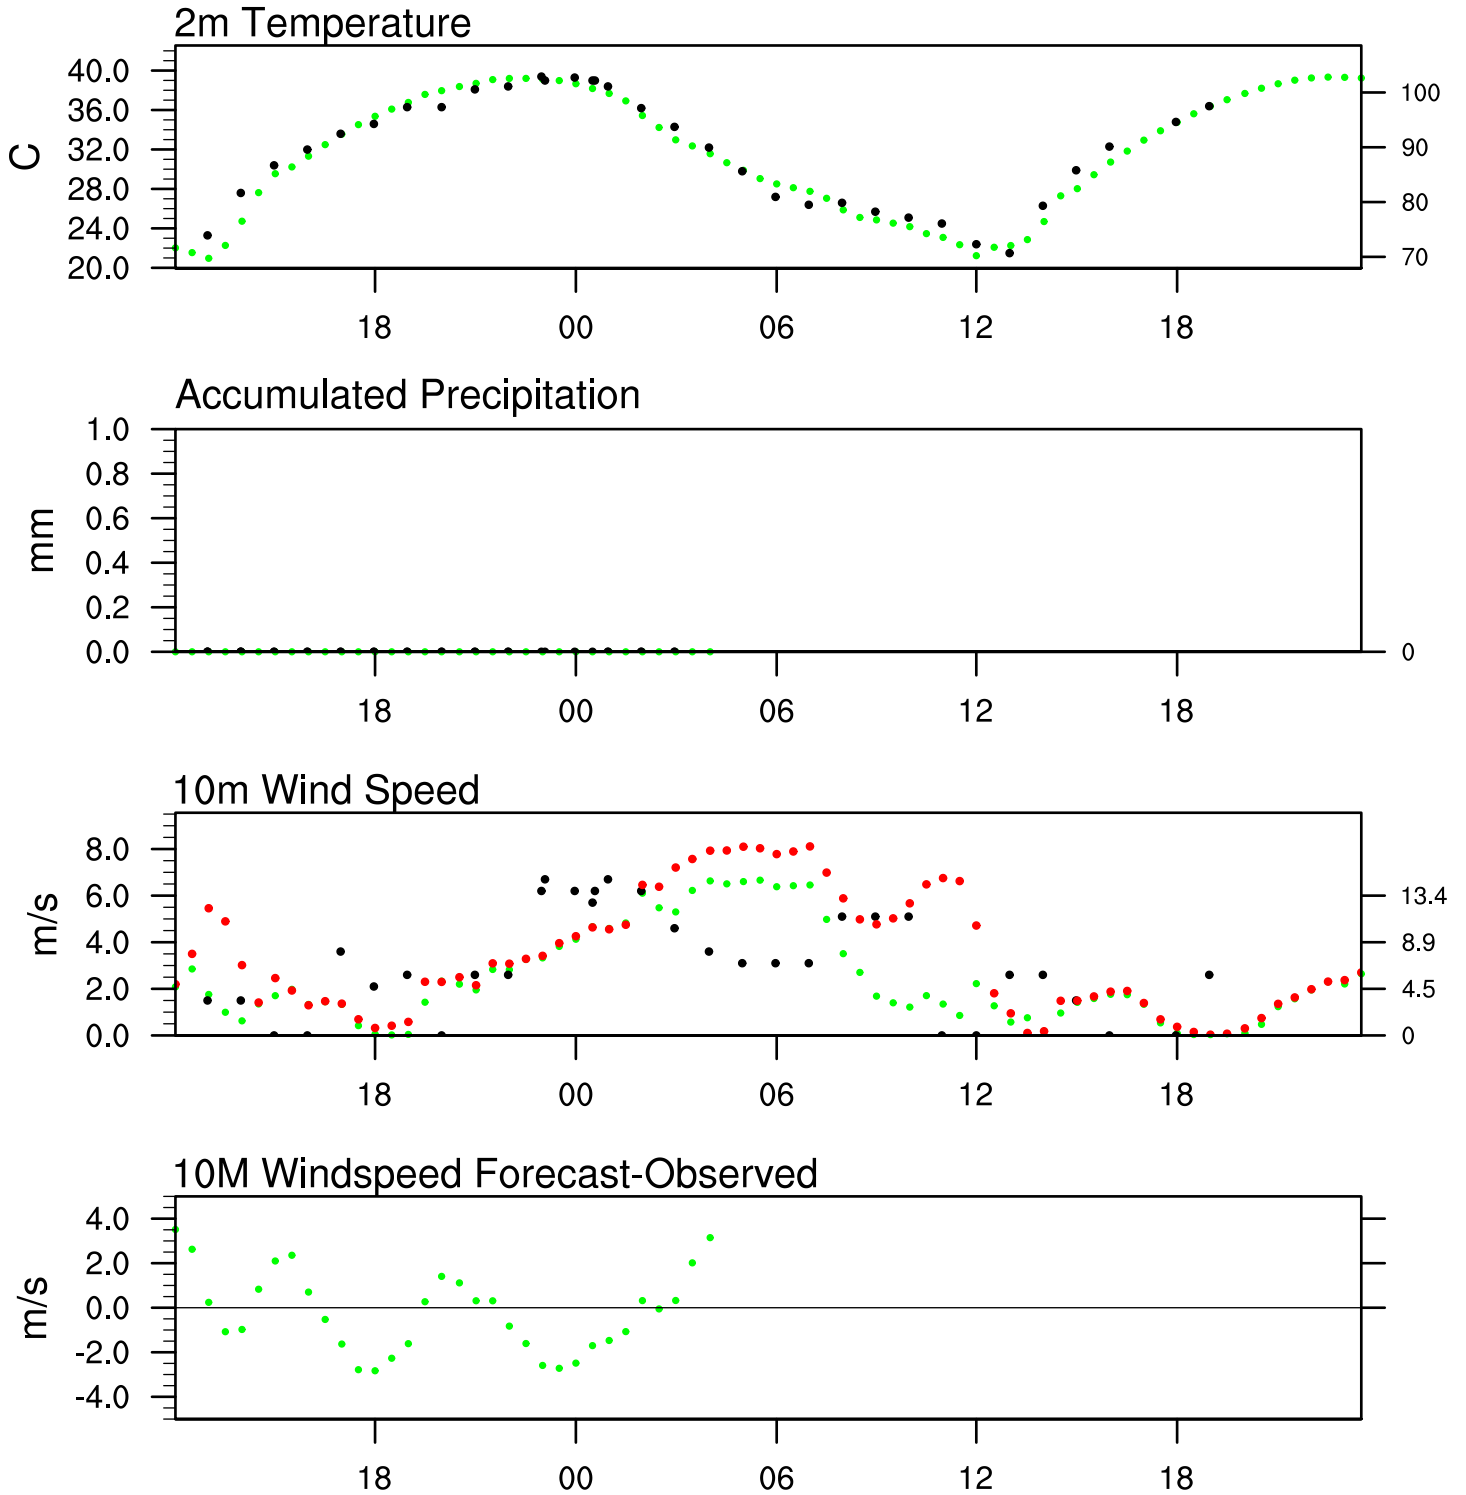 2m Temperature
40.0
36.0
32.0
28.0
24.0
20.0
C
100
90
80
70
18 00 06 12 18
Accumulated Precipitation
1.0
0.8
0.6
0.4
0.2
0.0
mm
0
18 00 06 12 18
10m Wind Speed
8.0
6.0
4.0
2.0
0.0
m/s
13.4
8.9
4.5
0
18 00 06 12 18
10M Windspeed Forecast-Observed
4.0
2.0
0.0
-2.0
-4.0
m/s
18 00 06 12 18